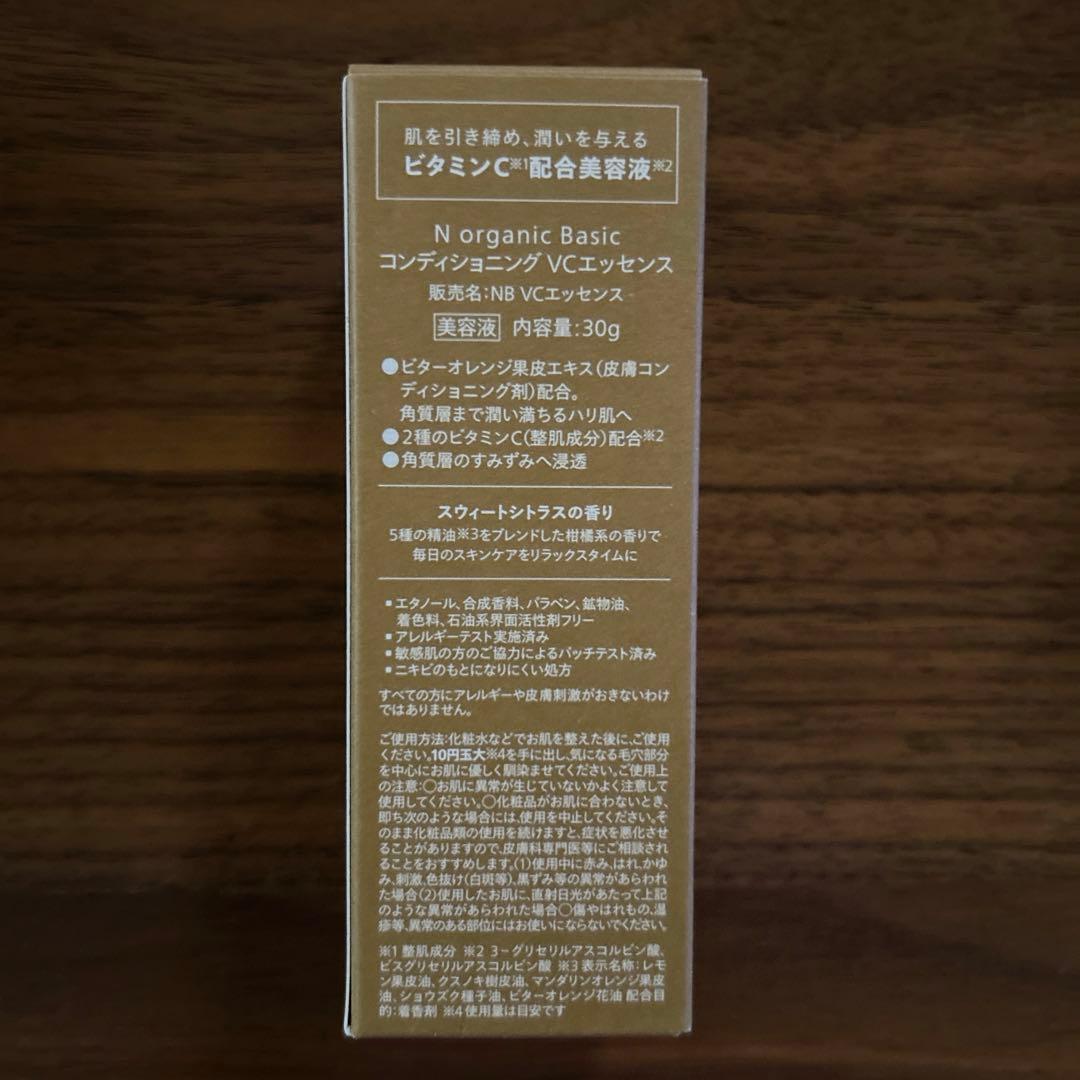 肌を引き締め、潤いを与える
ビタミンC※1配合美容液※2
N organic Basic
コンディショニング VCエッセンス
販売名:NB VCエッセンス
美容液 内容量:30g
●ビターオレンジ果皮エキス(皮膚コン
ディショニング剤)配合。
角質層まで潤い満ちるハリ肌へ
●2種のビタミンC(整肌成分)配合※2
●角質層のすみずみへ浸透
スウィートシトラスの香り
5種の精油※3をブレンドした柑橘系の香りで
毎日のスキンケアをリラックスタイムに
▪エタノール、合成香料、パラベン、鉱物油、
着色料、石油系界面活性剤フリー
▪アレルギーテスト実施済み
▪敏感肌の方のご協力によるパッチテスト済み
▪ニキビのもとになりにくい処方
すべての方にアレルギーや皮膚刺激がおきないわけ
ではありません。
ご使用方法:化粧水などでお肌を整えた後に、ご使用
ください。10円玉大※4を手に出し、気になる毛穴部分
を中心にお肌に優しく馴染ませてください。ご使用上
の注意:○お肌に異常が生じていないかよく注意して
使用してください。○化粧品がお肌に合わないとき、
即ち次のような場合には、使用を中止してください。そ
のまま化粧品類の使用を続けますと、症状を悪化させ
ることがありますので、皮膚科専門医等にご相談され
ることをおすすめします。(1)使用中に赤み、はれ、かゆ
み、刺激、色抜け(白斑等)、黒ずみ等の異常があらわれ
た場合(2)使用したお肌に、直射日光があたって上記
のような異常があらわれた場合○傷やはれもの、湿
疹等、異常のある部位にはお使いにならないでください。
※1 整肌成分 ※2 3-グリセリルアスコルビン酸、
ビスグリセリルアスコルビン酸 ※3 表示名称:レモ
ン果皮油、クスノキ樹皮油、マンダリンオレンジ果皮
油、ショウズク種子油、ビターオレンジ花油 配合目
的:着香剤 ※4 使用量は目安です